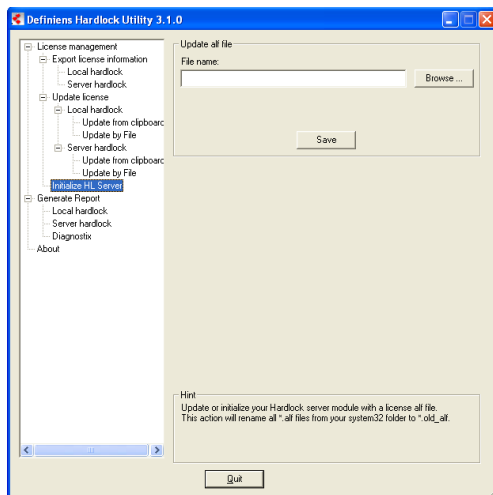 Definiens Hardlock Utility 3.1.0
License management
Export license information
Local hardlock
Server hardlock
Update license
Local hardlock
Update from clipboard
Update by File
Server hardlock
Update from clipboard
Update by File
Initialize HL Server
Generate Report
Local hardlock
Server hardlock
Diagnostix
About
Update alf file
File name:
Browse ...
Save
Hint
Update or initialize your Hardlock server module with a license alf file.
This action will rename all *.alf files from your system32 folder to *.old_alf.
Quit